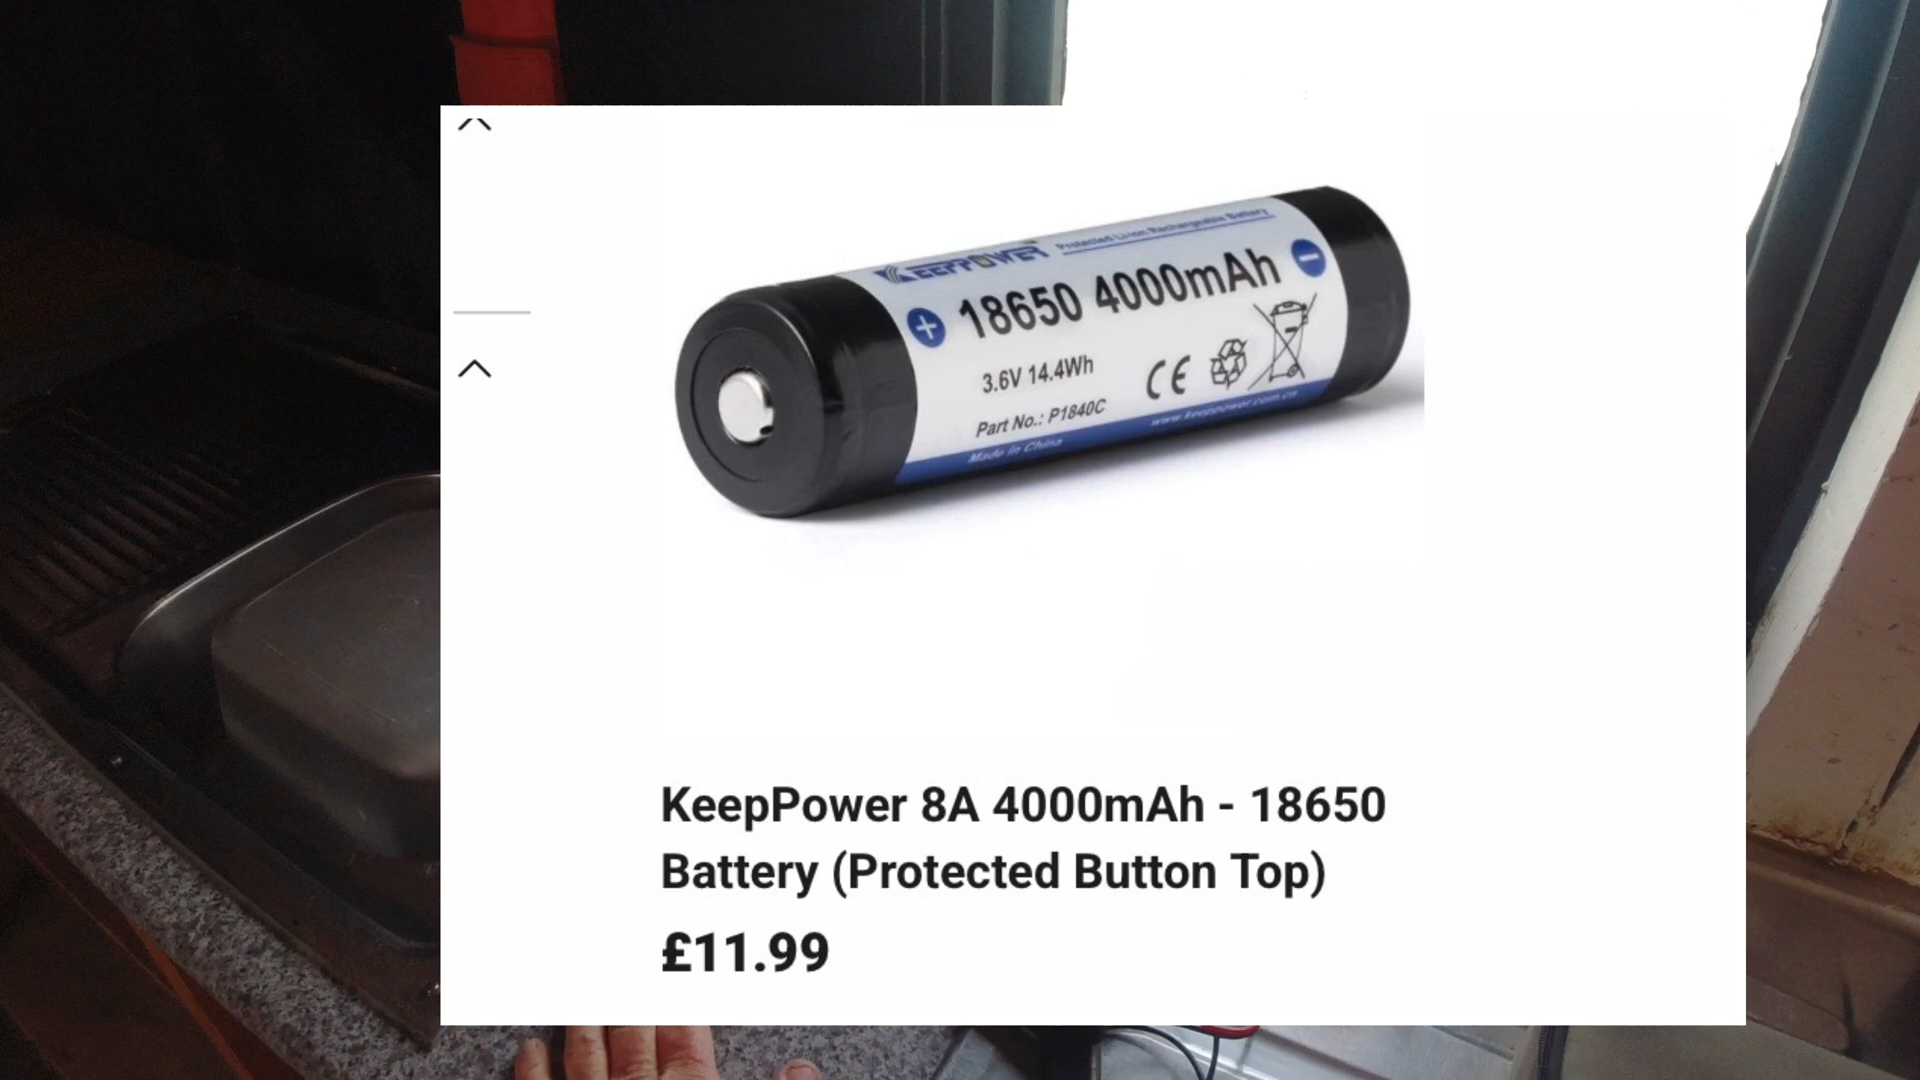 KEEPPOWER Protected Li-ion Rechargeable Battery
18650 4000mAh
3.6V 14.4Wh
CE
Part No.: P1840C
Made in China www.keeppower.com.cn
KeepPower 8A 4000mAh - 18650
Battery (Protected Button Top)
£11.99